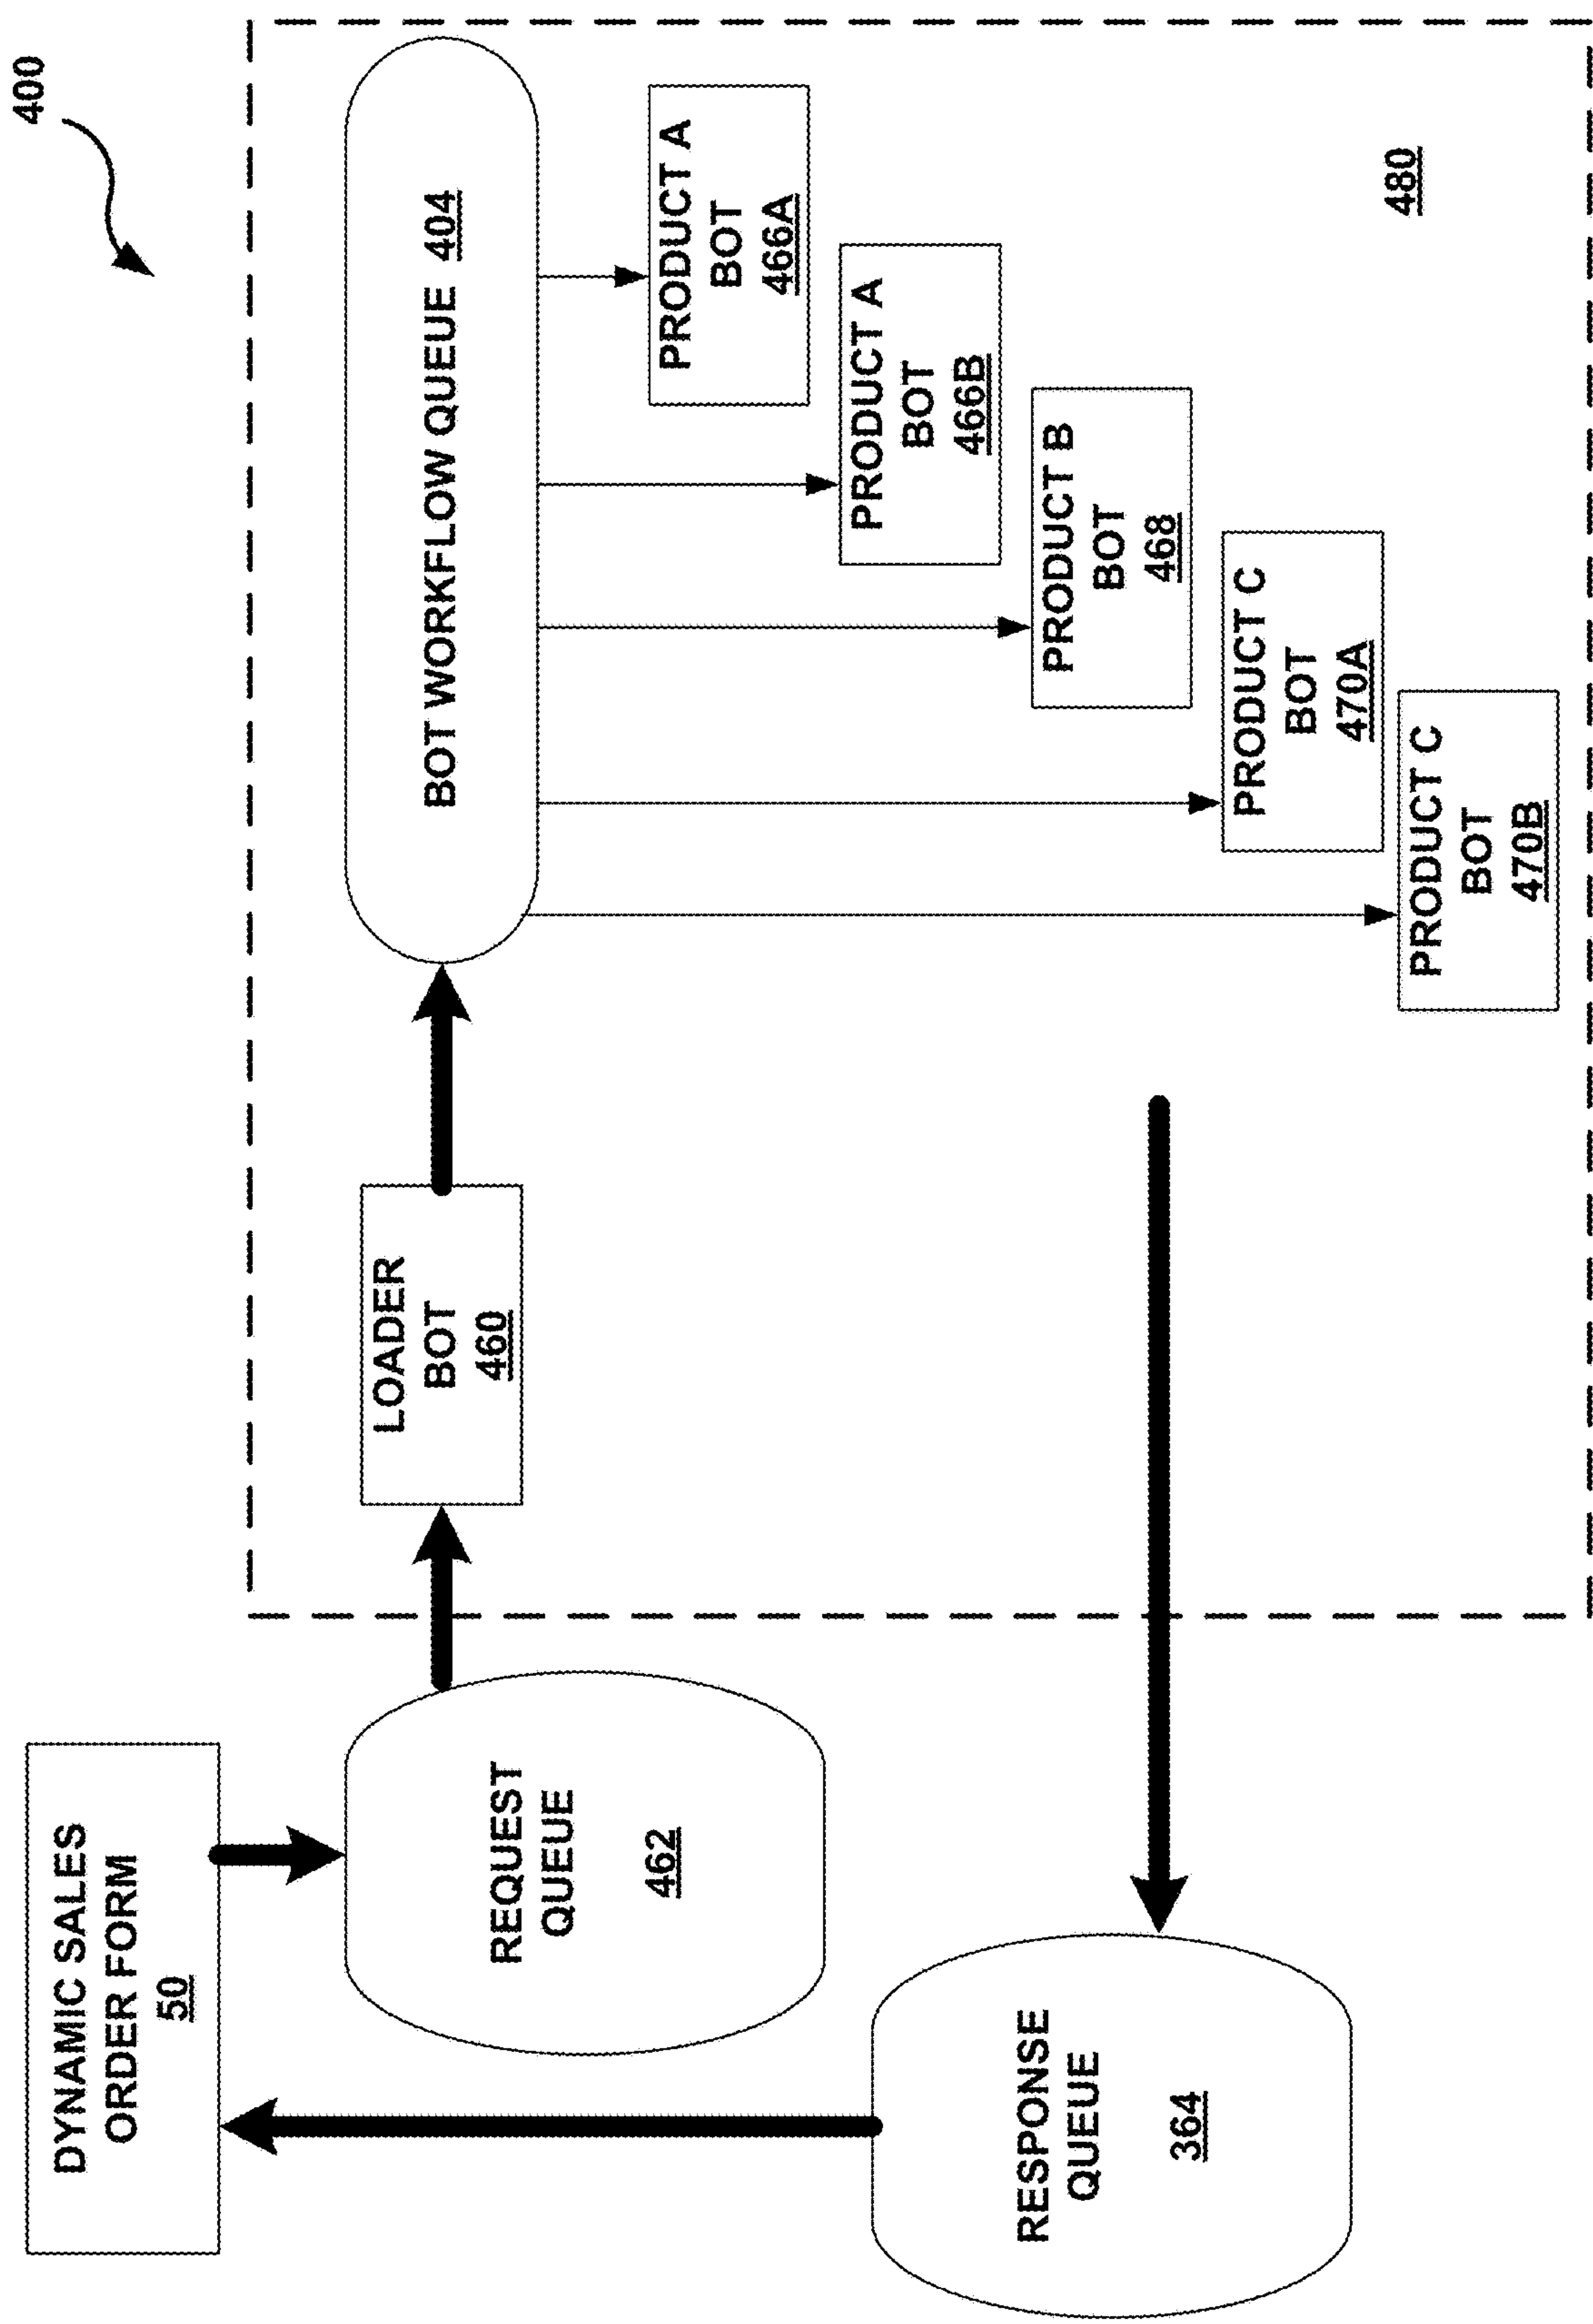 400
DYNAMIC SALES
ORDER FORM
50
REQUEST
QUEUE
462
LOADER
BOT
460
BOT WORKFLOW QUEUE 404
PRODUCT A
BOT
466A
PRODUCT A
BOT
466B
PRODUCT B
BOT
468
PRODUCT C
BOT
470A
PRODUCT C
BOT
470B
RESPONSE
QUEUE
364
480